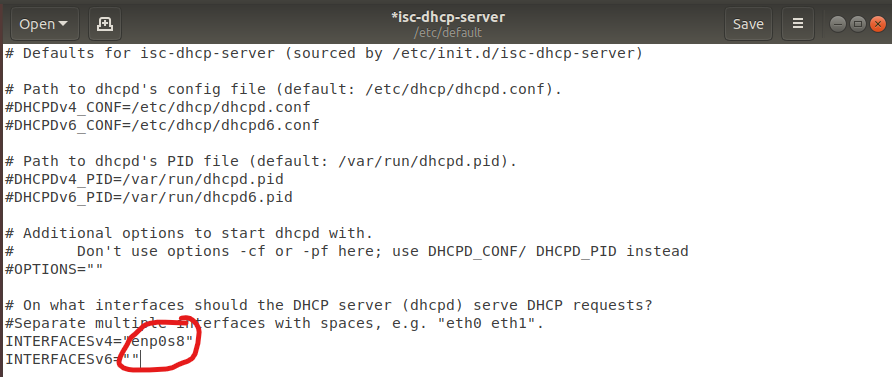 Open
*isc-dhcp-server
/etc/default
Save
# Defaults for isc-dhcp-server (sourced by /etc/init.d/isc-dhcp-server)
# Path to dhcpd's config file (default: /etc/dhcp/dhcpd.conf).
#DHCPDv4_CONF=/etc/dhcp/dhcpd.conf
#DHCPDv6_CONF=/etc/dhcp/dhcpd6.conf
# Path to dhcpd's PID file (default: /var/run/dhcpd.pid).
#DHCPDv4_PID=/var/run/dhcpd.pid
#DHCPDv6_PID=/var/run/dhcpd6.pid
# Additional options to start dhcpd with.
#       Don't use options -cf or -pf here; use DHCPD_CONF/ DHCPD_PID instead
#OPTIONS=""
# On what interfaces should the DHCP server (dhcpd) serve DHCP requests?
#Separate multiple interfaces with spaces, e.g. "eth0 eth1".
INTERFACESv4="enp0s8"
INTERFACESv6=""